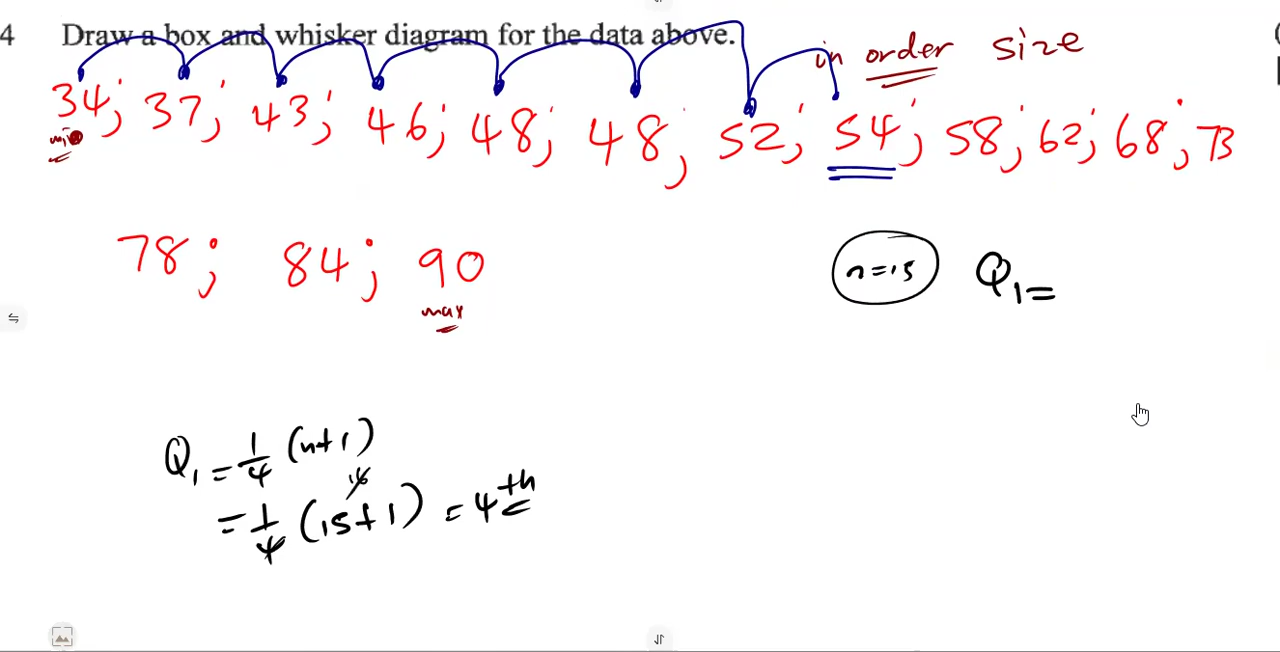 4 Draw a box and whisker diagram for the data above.
in order size
34; 37; 43; 46; 48; 48; 52; 54; 58; 62; 68; 73
min
78; 84; 90
max
n=15 Q₁=
Q₁ = 1/4 (n+1)
= 1/4 (15+1) = 4th